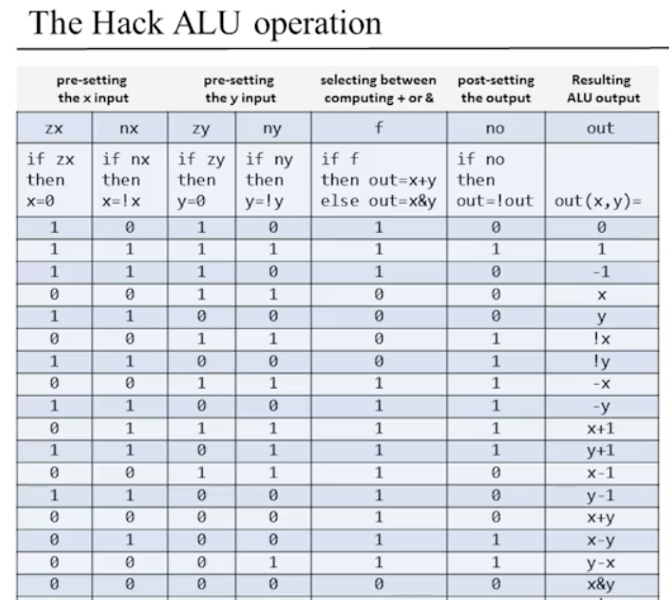 The Hack ALU operation
pre-setting the x input | pre-setting the y input | selecting between computing + or & | post-setting the output | Resulting ALU output
zx | nx | zy | ny | f | no | out
if zx then x=0 | if nx then x=!x | if zy then y=0 | if ny then y=!y | if f then out=x+y else out=x&y | if no then out=!out | out(x,y)=
1 | 0 | 1 | 0 | 1 | 0 | 0
1 | 1 | 1 | 1 | 1 | 1 | 1
1 | 1 | 1 | 0 | 1 | 0 | -1
0 | 0 | 1 | 1 | 0 | 0 | x
1 | 1 | 0 | 0 | 0 | 0 | y
0 | 0 | 1 | 1 | 0 | 1 | !x
1 | 1 | 0 | 0 | 0 | 1 | !y
0 | 0 | 1 | 1 | 1 | 1 | -x
1 | 1 | 0 | 0 | 1 | 1 | -y
0 | 1 | 1 | 1 | 1 | 1 | x+1
1 | 1 | 0 | 1 | 1 | 1 | y+1
0 | 0 | 1 | 1 | 1 | 0 | x-1
1 | 1 | 0 | 0 | 1 | 0 | y-1
0 | 0 | 0 | 0 | 1 | 0 | x+y
0 | 1 | 0 | 0 | 1 | 1 | x-y
0 | 0 | 0 | 1 | 1 | 1 | y-x
0 | 0 | 0 | 0 | 0 | 0 | x&y